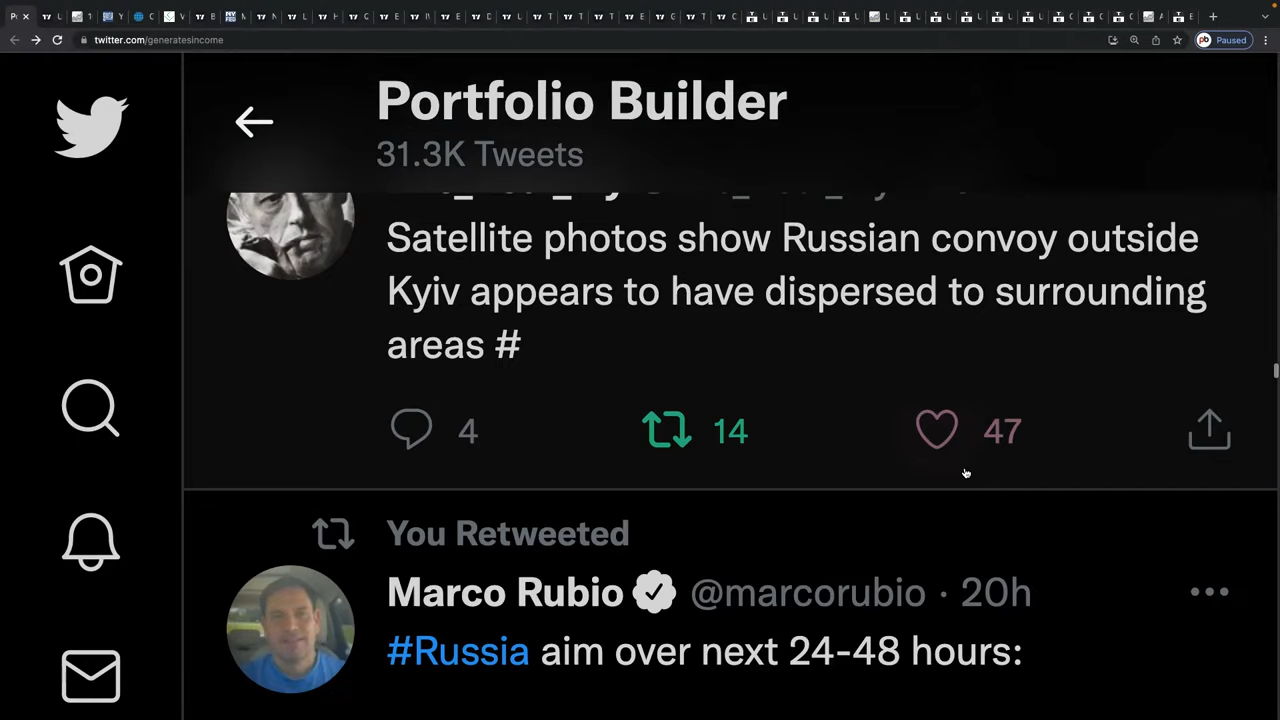 twitter.com/generatesincome
Paused
Portfolio Builder
31.3K Tweets
Satellite photos show Russian convoy outside
Kyiv appears to have dispersed to surrounding
areas #
4 14 47
You Retweeted
Marco Rubio @marcorubio · 20h
#Russia aim over next 24-48 hours: